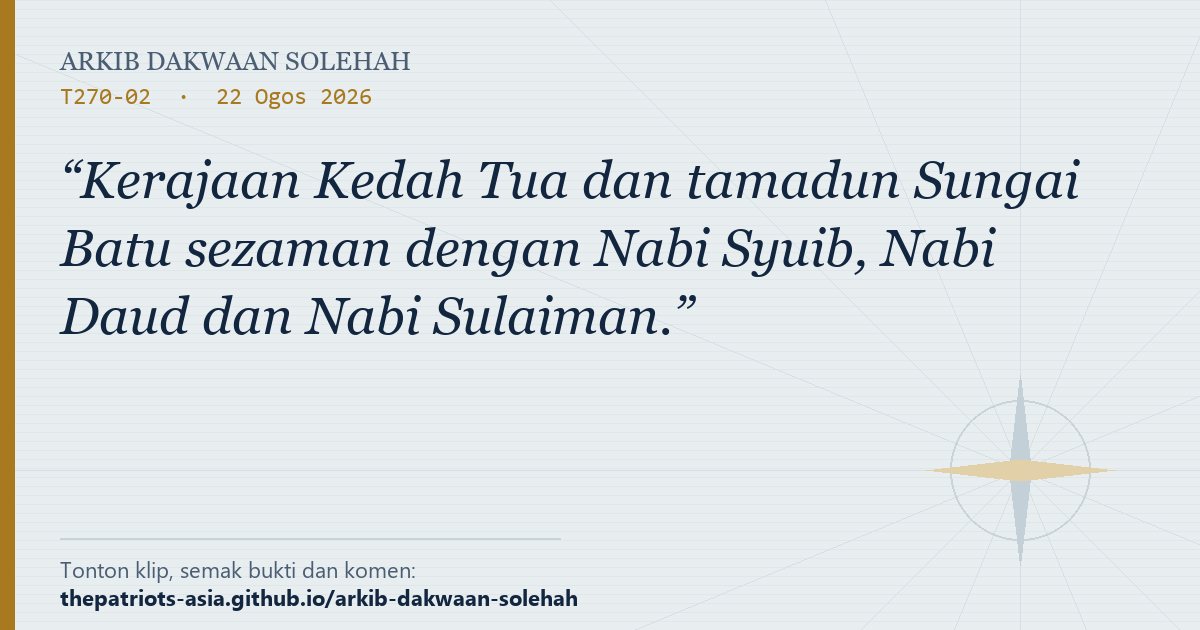 ARKIB DAKWAAN SOLEHAH
T270-02 · 22 Ogos 2026
“Kerajaan Kedah Tua dan tamadun Sungai
Batu sezaman dengan Nabi Syuib, Nabi
Daud dan Nabi Sulaiman.”
Tonton klip, semak bukti dan komen:
thepatriots-asia.github.io/arkib-dakwaan-solehah